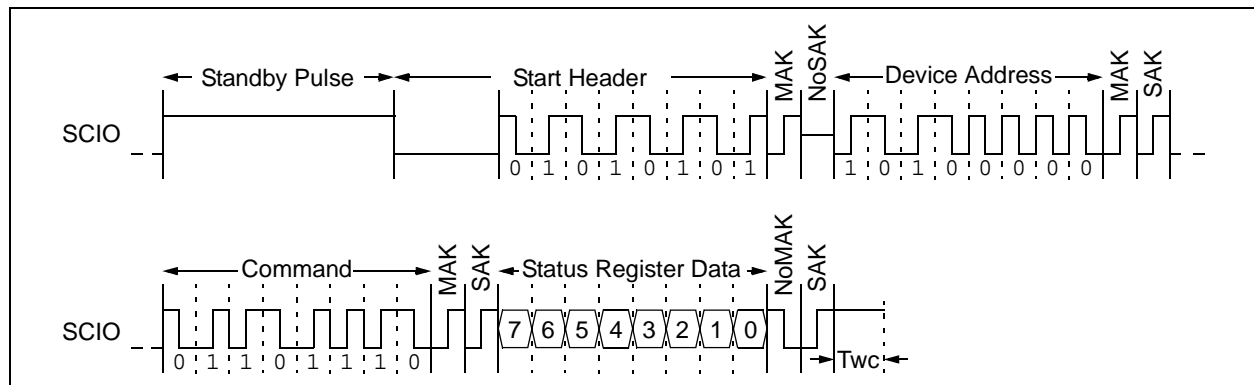 Standby Pulse Start Header MAK NoSAK Device Address MAK SAK
SCIO
0 1 0 1 0 1 0 1 1 0 1 0 0 0 0 0
Command MAK SAK Status Register Data NoMAK SAK
SCIO 7 6 5 4 3 2 1 0
0 1 1 0 1 1 1 0 Twc